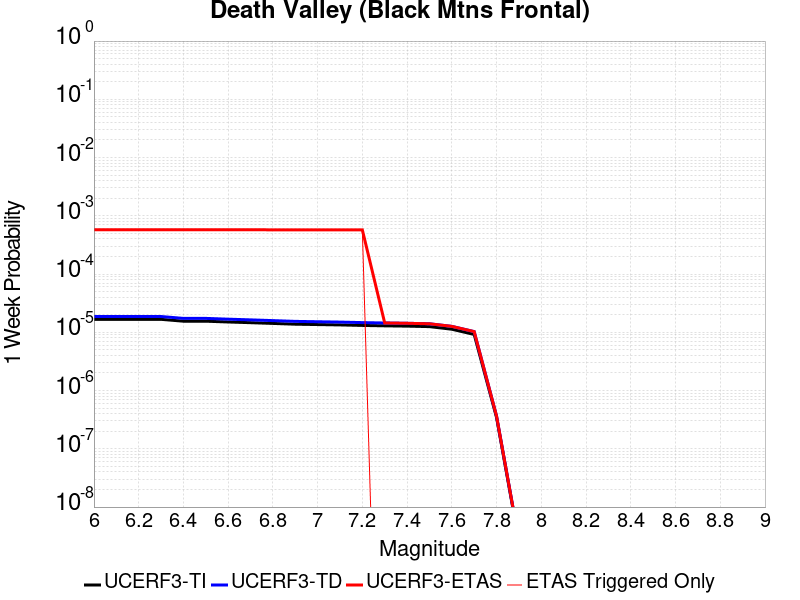 Death Valley (Black Mtns Frontal)
10^0
10^-1
10^-2
10^-3
10^-4
10^-5
10^-6
10^-7
10^-8
1 Week Probability
6 6.2 6.4 6.6 6.8 7 7.2 7.4 7.6 7.8 8 8.2 8.4 8.6 8.8 9
Magnitude
UCERF3-TI UCERF3-TD UCERF3-ETAS ETAS Triggered Only